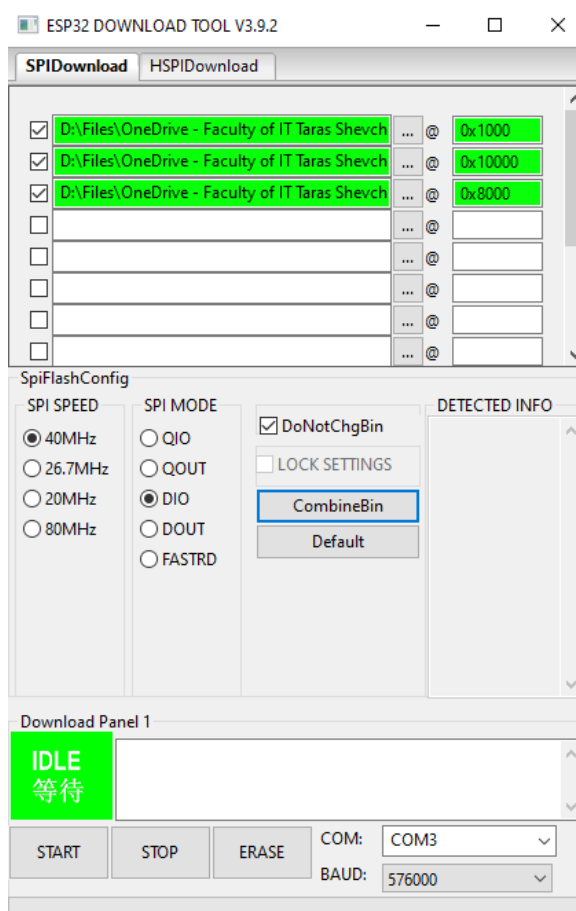 ESP32 DOWNLOAD TOOL V3.9.2
SPIDownload HSPIDownload
D:\Files\OneDrive - Faculty of IT Taras Shevch ... @ 0x1000
D:\Files\OneDrive - Faculty of IT Taras Shevch ... @ 0x10000
D:\Files\OneDrive - Faculty of IT Taras Shevch ... @ 0x8000
... @
... @
... @
... @
... @
SpiFlashConfig
SPI SPEED
40MHz
26.7MHz
20MHz
80MHz
SPI MODE
QIO
QOUT
DIO
DOUT
FASTRD
DoNotChgBin
LOCK SETTINGS
CombineBin
Default
DETECTED INFO
Download Panel 1
IDLE
等待
START STOP ERASE
COM: COM3
BAUD: 576000